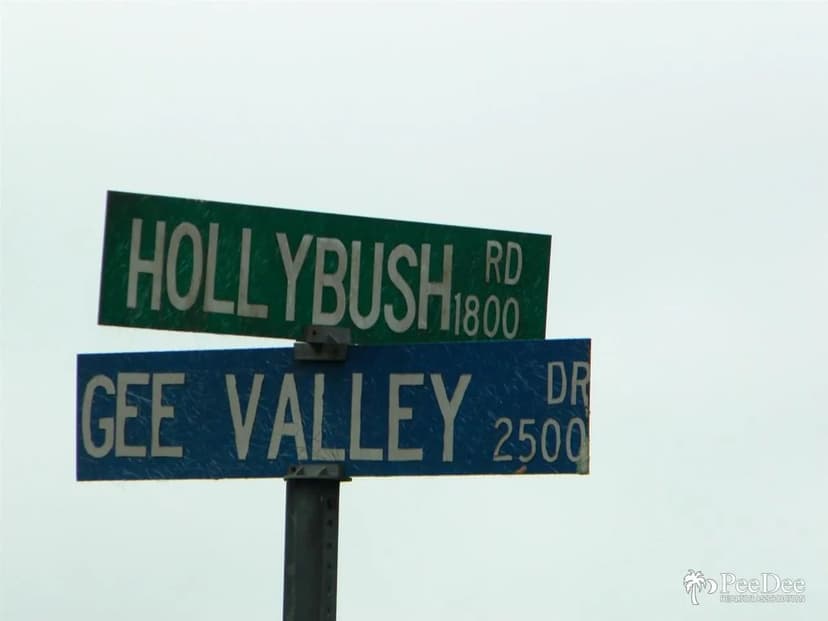 HOLLYBUSH RD
1800
GEE VALLEY DR
2500
PeeDee